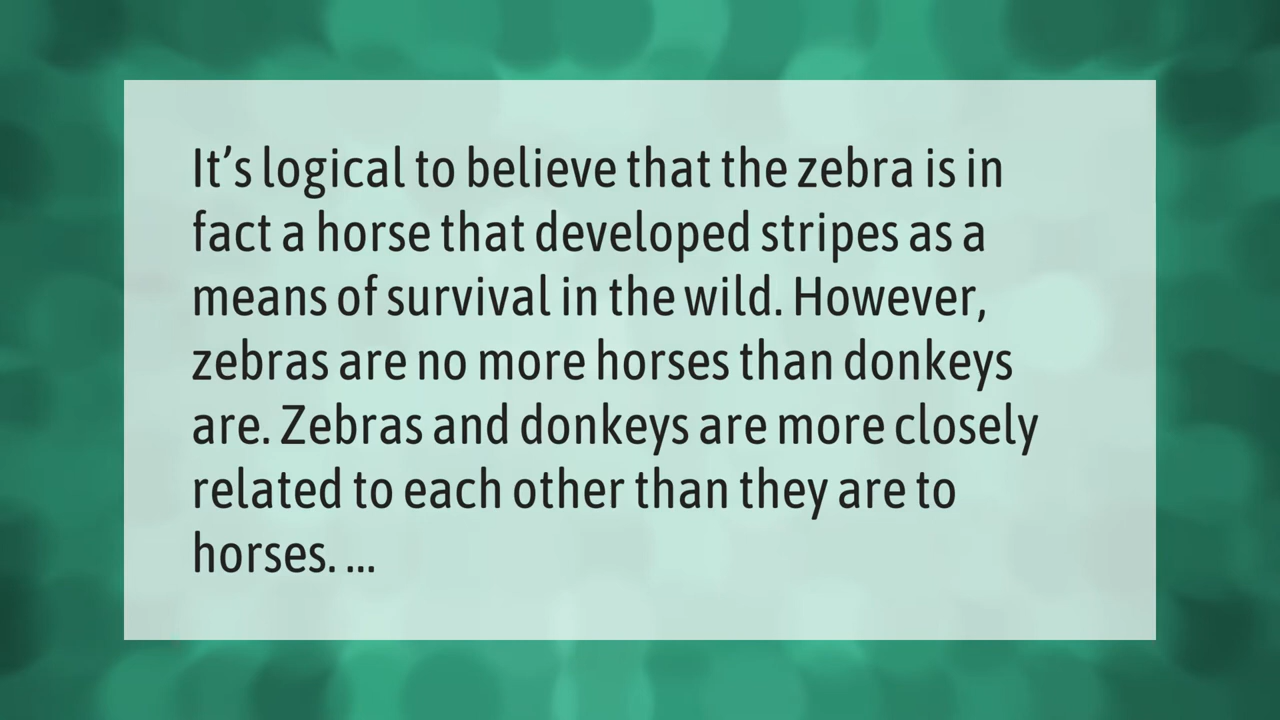 It’s logical to believe that the zebra is in
fact a horse that developed stripes as a
means of survival in the wild. However,
zebras are no more horses than donkeys
are. Zebras and donkeys are more closely
related to each other than they are to
horses. ...